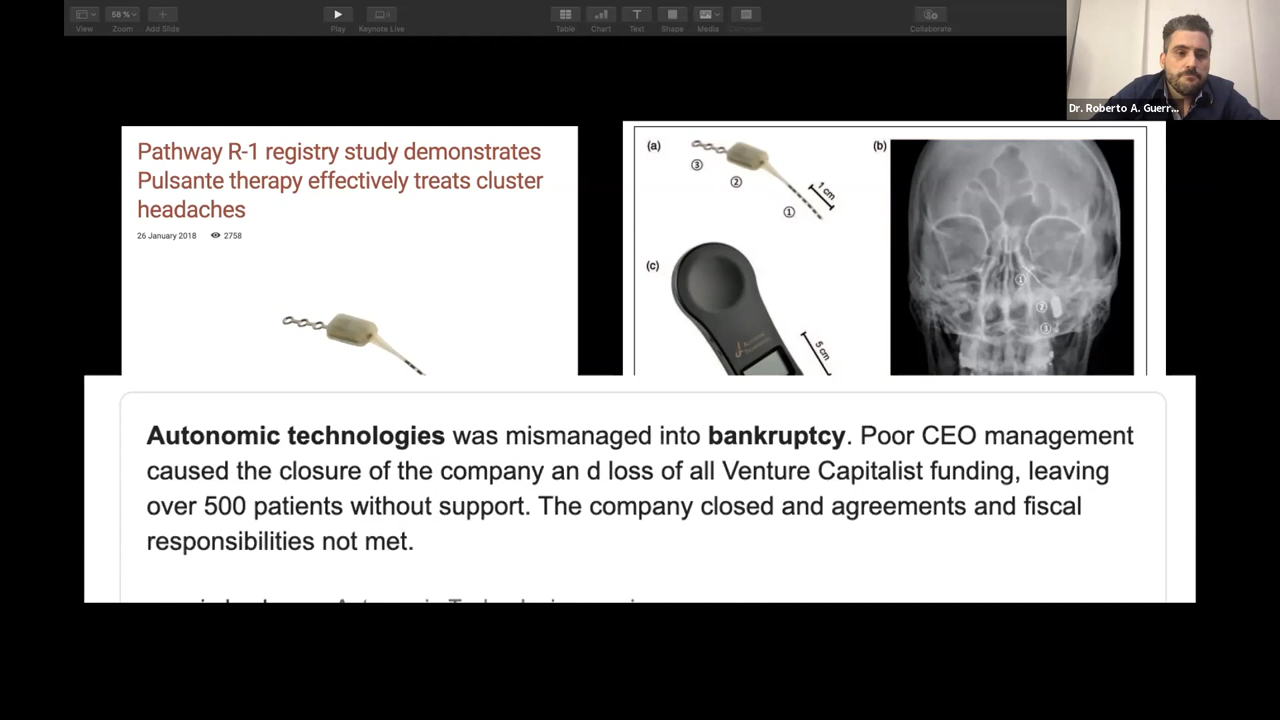 View
58 %
Zoom
Add Slide
Play
Keynote Live
Table
Chart
Text
Shape
Media
Comment
Collaborate
Dr. Roberto A. Guerr...
Pathway R-1 registry study demonstrates
Pulsante therapy effectively treats cluster
headaches
26 January 2018 2758
(a)
③
②
①
1 cm
(b)
①
②
③
(c)
5 cm
Autonomic technologies was mismanaged into bankruptcy. Poor CEO management
caused the closure of the company an d loss of all Venture Capitalist funding, leaving
over 500 patients without support. The company closed and agreements and fiscal
responsibilities not met.